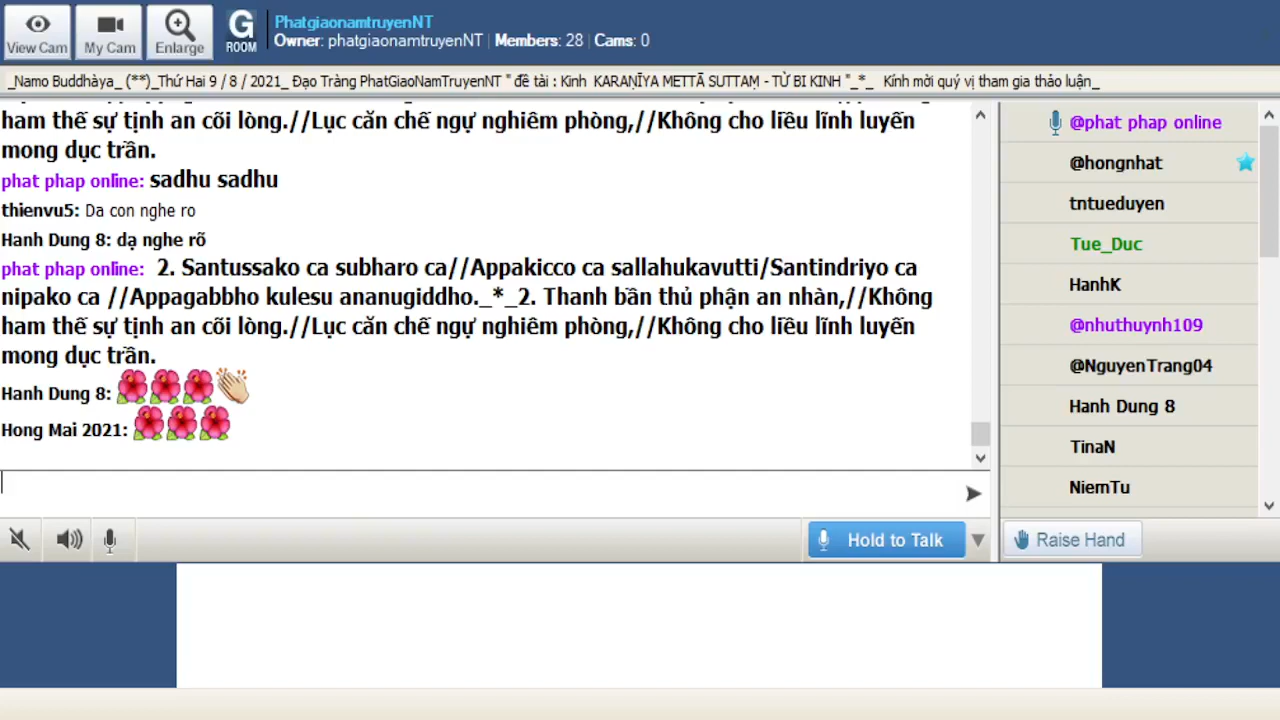 View Cam
My Cam
Enlarge
G
ROOM
PhatgiaonamtruyenNT
Owner: phatgiaonamtruyenNT | Members: 28 | Cams: 0
_Namo Buddhàya_ (**)_Thứ Hai 9 / 8 / 2021_ Đạo Tràng PhatGiaoNamTruyenNT " đề tài : Kinh KARAṆĪYA METTĀ SUTTAṂ - TỪ BI KINH "_*_ Kính mời quý vị tham gia thảo luận_
ham thế sự tịnh an cõi lòng.//Lục căn chế ngự nghiêm phòng,//Không cho liều lĩnh luyến
mong dục trần.
phat phap online: sadhu sadhu
thienvu5: Da con nghe ro
Hanh Dung 8: dạ nghe rõ
phat phap online: 2. Santussako ca subharo ca//Appakicco ca sallahukavutti/Santindriyo ca
nipako ca //Appagabbho kulesu ananugiddho._*_2. Thanh bần thủ phận an nhàn,//Không
ham thế sự tịnh an cõi lòng.//Lục căn chế ngự nghiêm phòng,//Không cho liều lĩnh luyến
mong dục trần.
Hanh Dung 8:
Hong Mai 2021:
@phat phap online
@hongnhat
tntueduyen
Tue_Duc
HanhK
@nhuthuynh109
@NguyenTrang04
Hanh Dung 8
TinaN
NiemTu
Hold to Talk
Raise Hand